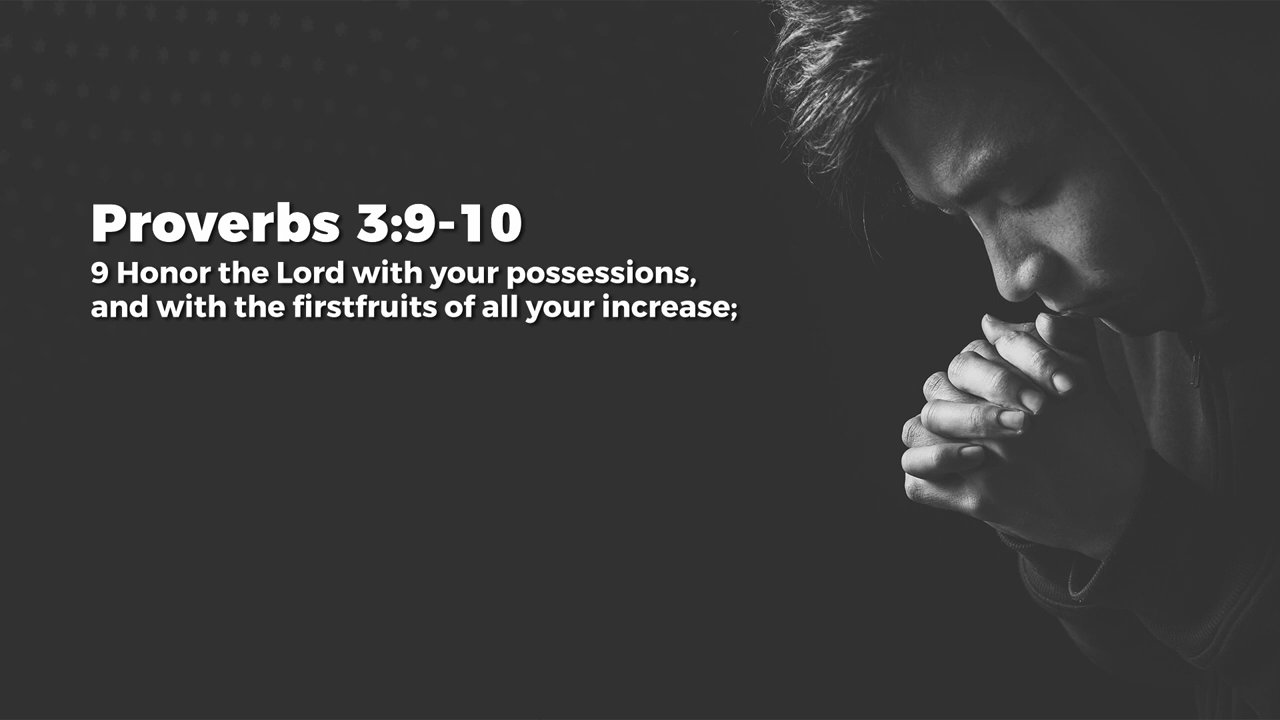 Proverbs 3:9-10
9 Honor the Lord with your possessions,
and with the firstfruits of all your increase;